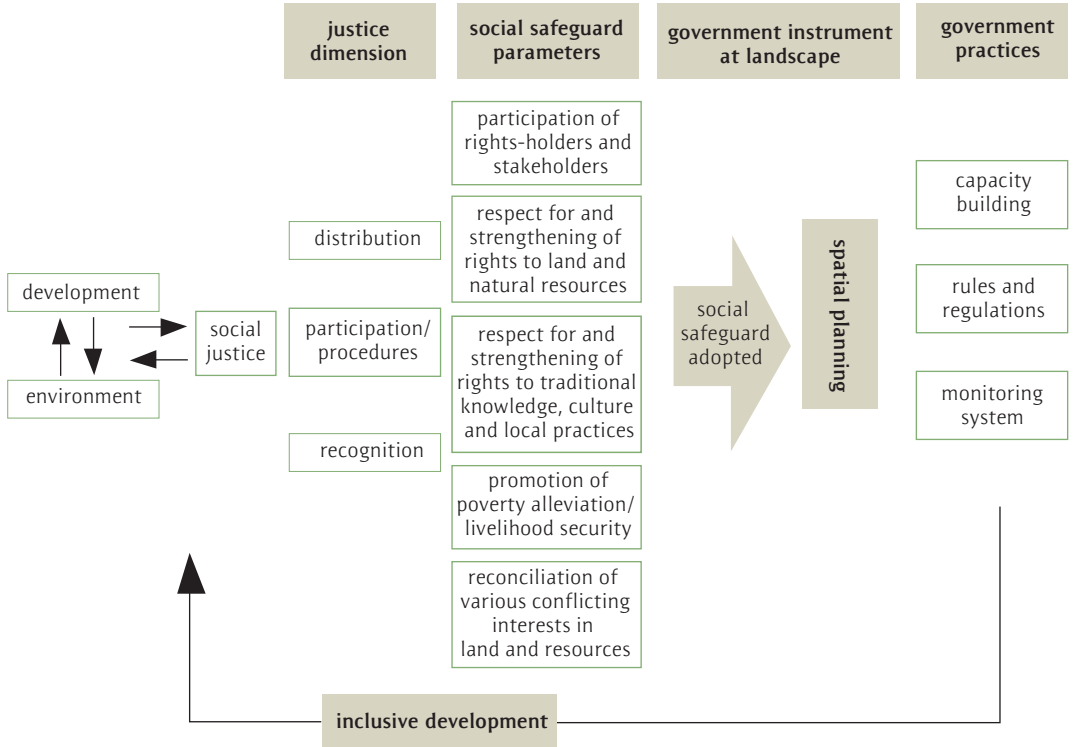 justice
dimension
social safeguard
parameters
government instrument
at landscape
government
practices
development
environment
social
justice
distribution
participation/
procedures
recognition
participation of
rights-holders and
stakeholders
respect for and
strengthening of
rights to land and
natural resources
respect for and
strengthening of
rights to traditional
knowledge, culture
and local practices
promotion of
poverty alleviation/
livelihood security
reconciliation of
various conflicting
interests in
land and resources
social
safeguard
adopted
spatial planning
capacity
building
rules and
regulations
monitoring
system
inclusive development